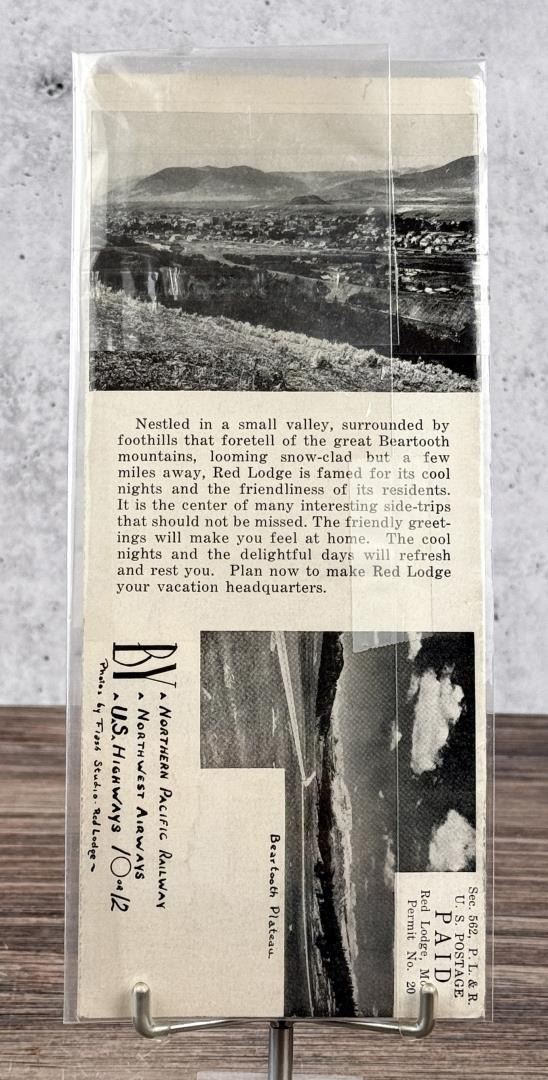 Nestled in a small valley, surrounded by
foothills that foretell of the great Beartooth
mountains, looming snow-clad but a few
miles away, Red Lodge is famed for its cool
nights and the friendliness of its residents.
It is the center of many interesting side-trips
that should not be missed. The friendly greet-
ings will make you feel at home. The cool
nights and the delightful days will refresh
and rest you. Plan now to make Red Lodge
your vacation headquarters.
BY
NORTHERN PACIFIC RAILWAY
NORTHWEST AIRWAYS
U.S. HIGHWAYS 10 OR 12
Photos by Flash Studio. Red Lodge
Beartooth Plateau
Sec. 562, P. L. & R.
U. S. POSTAGE
PAID
Red Lodge,
Permit No. 20